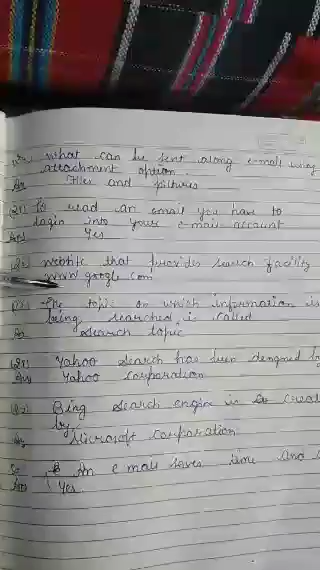 what can be sent along e-mail using
attachment option.
Ans Files and pictures
To read an email you have to
login into your e-mail account
Ans Yes
website that provides search facility
www google com
The topic on which information is
being searched is called
An search topic
Yahoo search has been designed by
Ans Yahoo corporation
Bing search engine is creat
by
Microsoft corporation
An e-mail saves time and
Ans Yes.